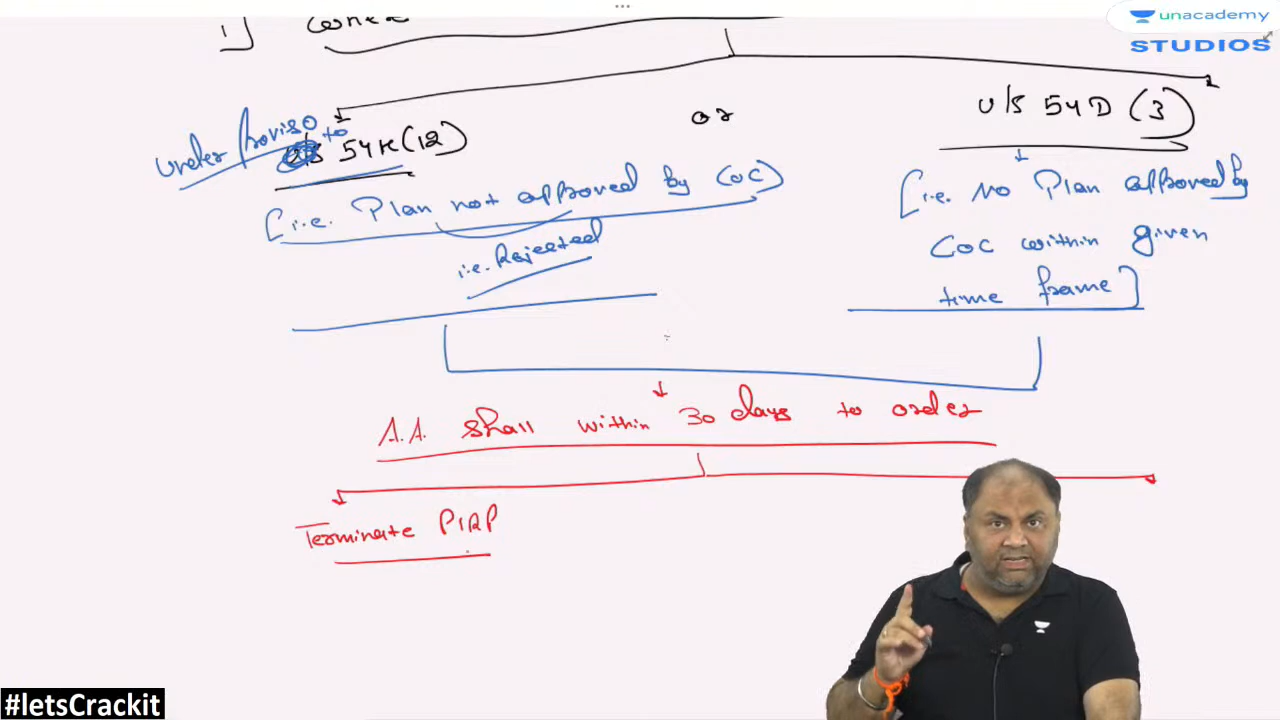 unacademy
STUDIOS
1]
u/s 54D (3)
or
under proviso to 54K (12)
[i.e. Plan not approved by COC)
i.e. Rejected
[i.e. no Plan approved by
COC within given
time frame]
A.A. shall within 30 days to order
Terminate PIRP
#letsCrackit